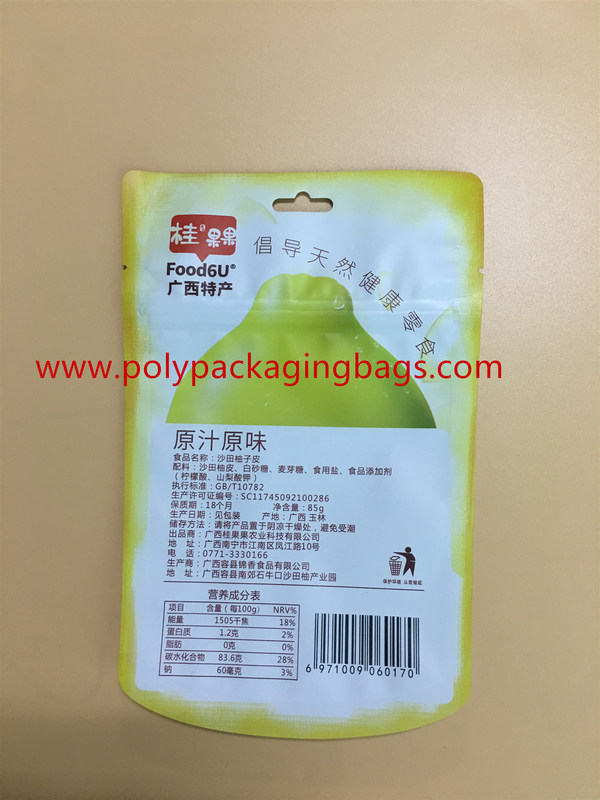 桂果果
Food6U®
广西特产
倡导天然健康零食
www.polypackagingbags.com
原汁原味
食品名称：沙田柚子皮
配料：沙田柚皮、白砂糖、麦芽糖、食用盐、食品添加剂
（柠檬酸、山梨酸钾）
执行标准：GB/T10782
生产许可证编号：SC11745092100286
保质期：18个月 净含量：85g
生产日期：见包装 产地：广西 玉林
储存方法：请将产品置于阴凉干燥处，避免受潮
出品商：广西桂果果农业科技有限公司
地 址：广西南宁市江南区凤江路10号
电 话：0771-3330166
生产商：广西容县锦香食品有限公司
地 址：广西容县南郊石牛口沙田柚产业园
保护环境 从我做起
营养成分表
项目 含量（每100g） NRV%
能量 1505千焦 18%
蛋白质 1.2克 2%
脂肪 0克 0%
碳水化合物 83.6克 28%
钠 60毫克 3%
6 971009 060170